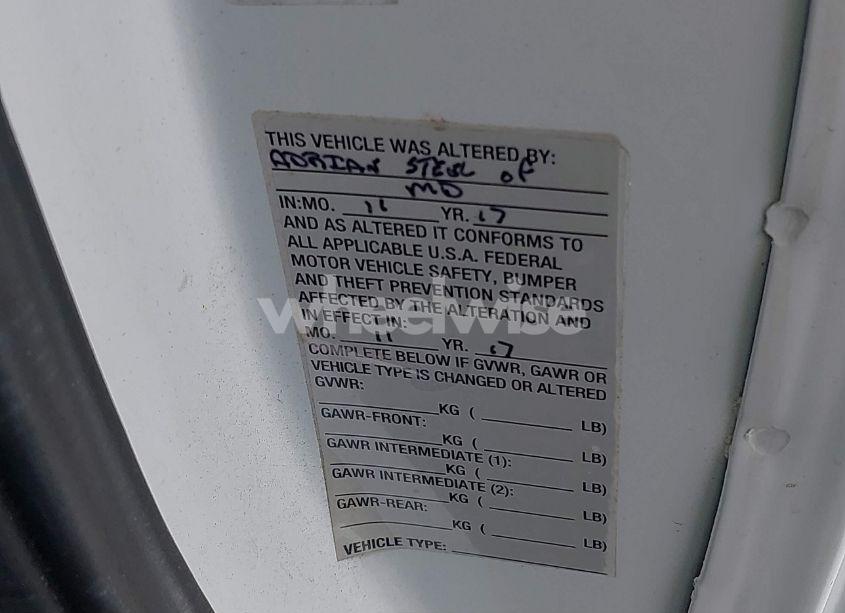 THIS VEHICLE WAS ALTERED BY:
ADRIAN STEEL of
MD
IN:MO. 11 YR. 17
AND AS ALTERED IT CONFORMS TO
ALL APPLICABLE U.S.A. FEDERAL
MOTOR VEHICLE SAFETY, BUMPER
AND THEFT PREVENTION STANDARDS
AFFECTED BY THE ALTERATION AND
IN EFFECT IN:
wheelwise
MO. 11 YR. 17
COMPLETE BELOW IF GVWR, GAWR OR
VEHICLE TYPE IS CHANGED OR ALTERED
GVWR:
KG ( LB)
GAWR-FRONT:
KG ( LB)
GAWR INTERMEDIATE (1):
KG ( LB)
GAWR INTERMEDIATE (2):
KG ( LB)
GAWR-REAR:
KG ( LB)
VEHICLE TYPE: